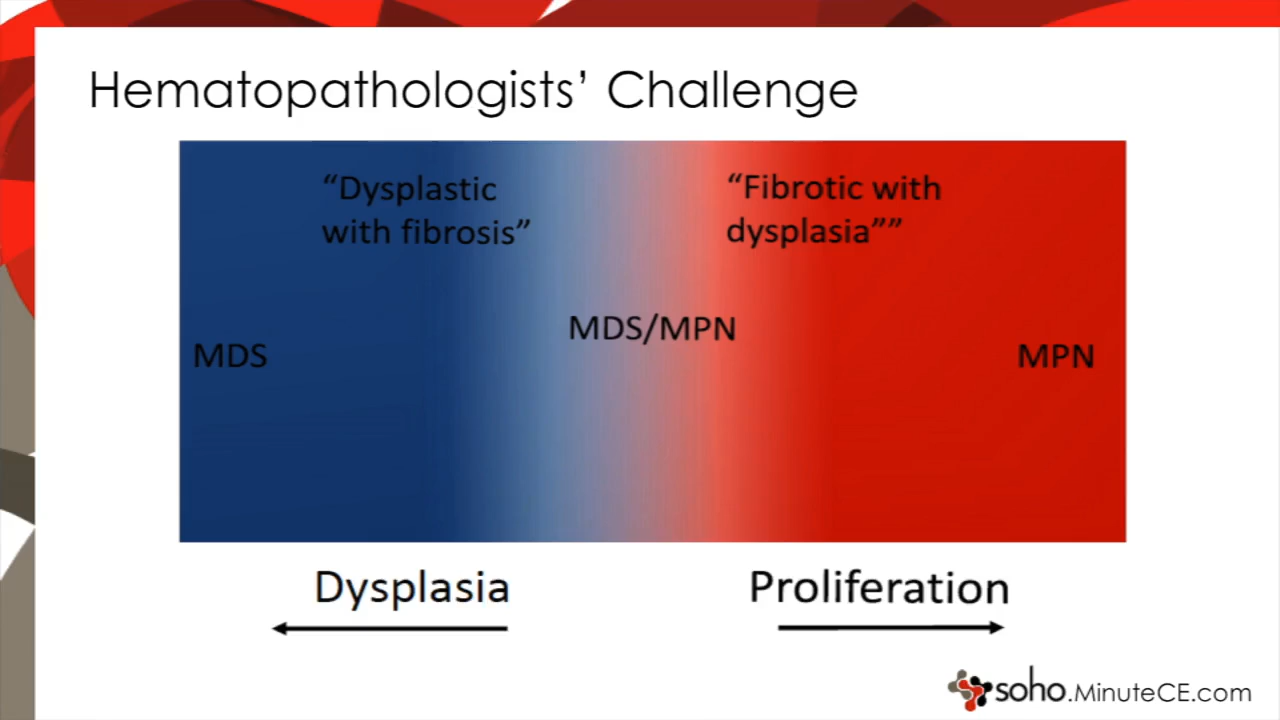 Hematopathologists’ Challenge
“Dysplastic
with fibrosis”
“Fibrotic with
dysplasia””
MDS/MPN
MDS
MPN
Dysplasia
Proliferation
soho.MinuteCE.com